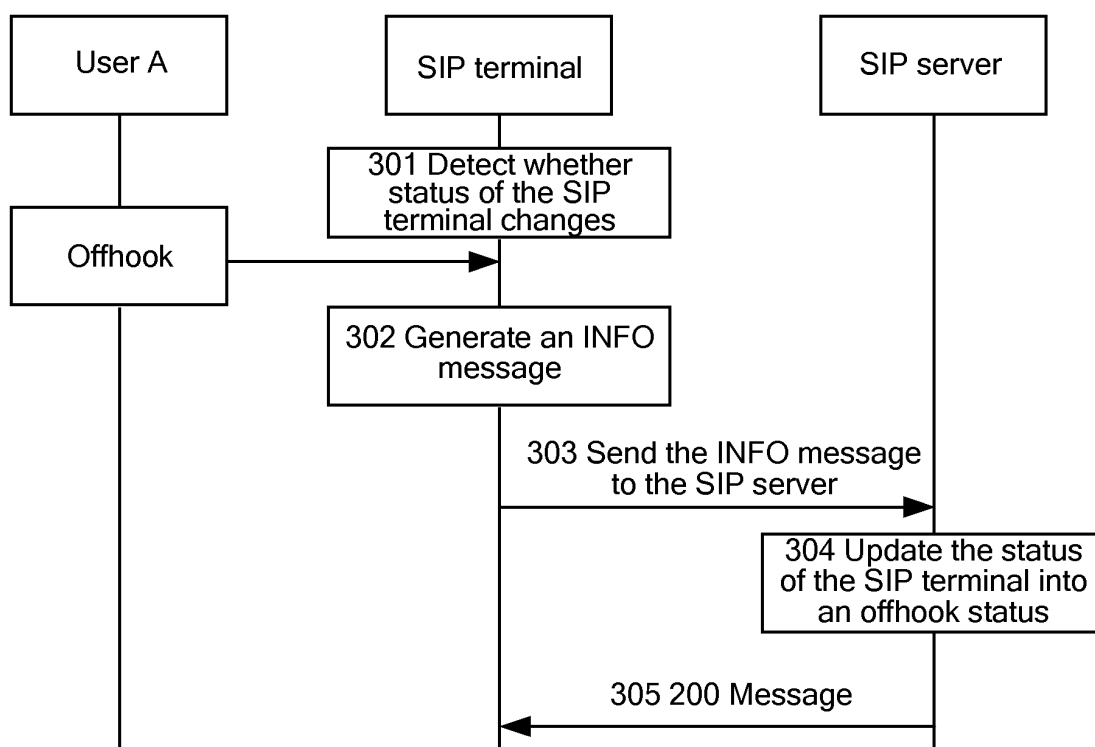 User A
SIP terminal
SIP server
301 Detect whether
status of the SIP
terminal changes
Offhook
302 Generate an INFO
message
303 Send the INFO message
to the SIP server
304 Update the status
of the SIP terminal into
an offhook status
305 200 Message